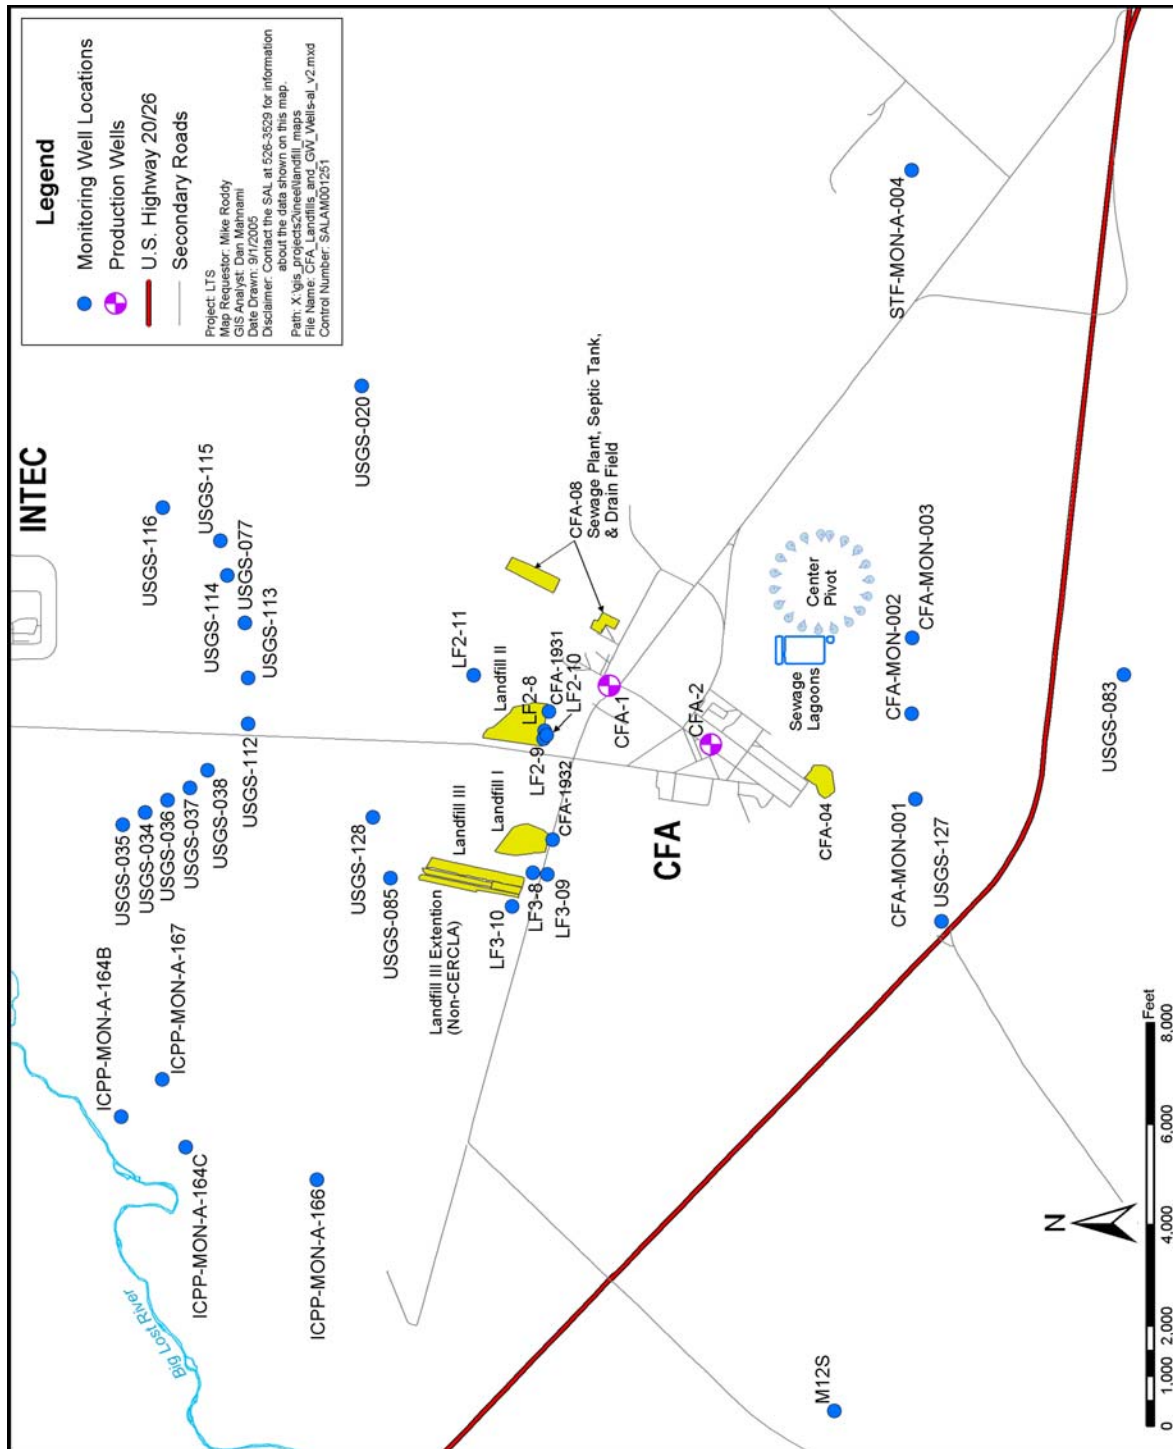 Legend
Monitoring Well Locations
Production Wells
U.S. Highway 20/26
Secondary Roads
Project: LTS
Map Requestor: Mike Roddy
GIS Analyst: Dan Mahnami
Date Drawn: 9/1/2005
Disclaimer: Contact the SAL at 526-3529 for information
about the data shown on this map.
Path: X:\gis_projects2\ineel\landfill_maps
File Name: CFA_Landfills_and_GW_Wells-al_v2.mxd
Control Number: SALAM001251
INTEC
Big Lost River
ICPP-MON-A-164B
ICPP-MON-A-167
ICPP-MON-A-164C
ICPP-MON-A-166
USGS-035
USGS-034
USGS-036
USGS-037
USGS-038
USGS-112
USGS-113
USGS-114
USGS-077
USGS-115
USGS-116
USGS-020
USGS-128
USGS-085
Landfill III Extention
(Non-CERCLA)
Landfill III
Landfill I
Landfill II
LF2-11
LF3-10
LF3-8
LF3-09
CFA-1932
LF2-9
LF2-8
CFA-1931
LF2-10
CFA-08
Sewage Plant, Septic Tank,
& Drain Field
CFA-1
CFA-2
CFA
CFA-04
Sewage
Lagoons
Center
Pivot
CFA-MON-001
USGS-127
CFA-MON-002
CFA-MON-003
STF-MON-A-004
USGS-083
M12S
N
0 1,000 2,000 4,000 6,000 8,000
Feet